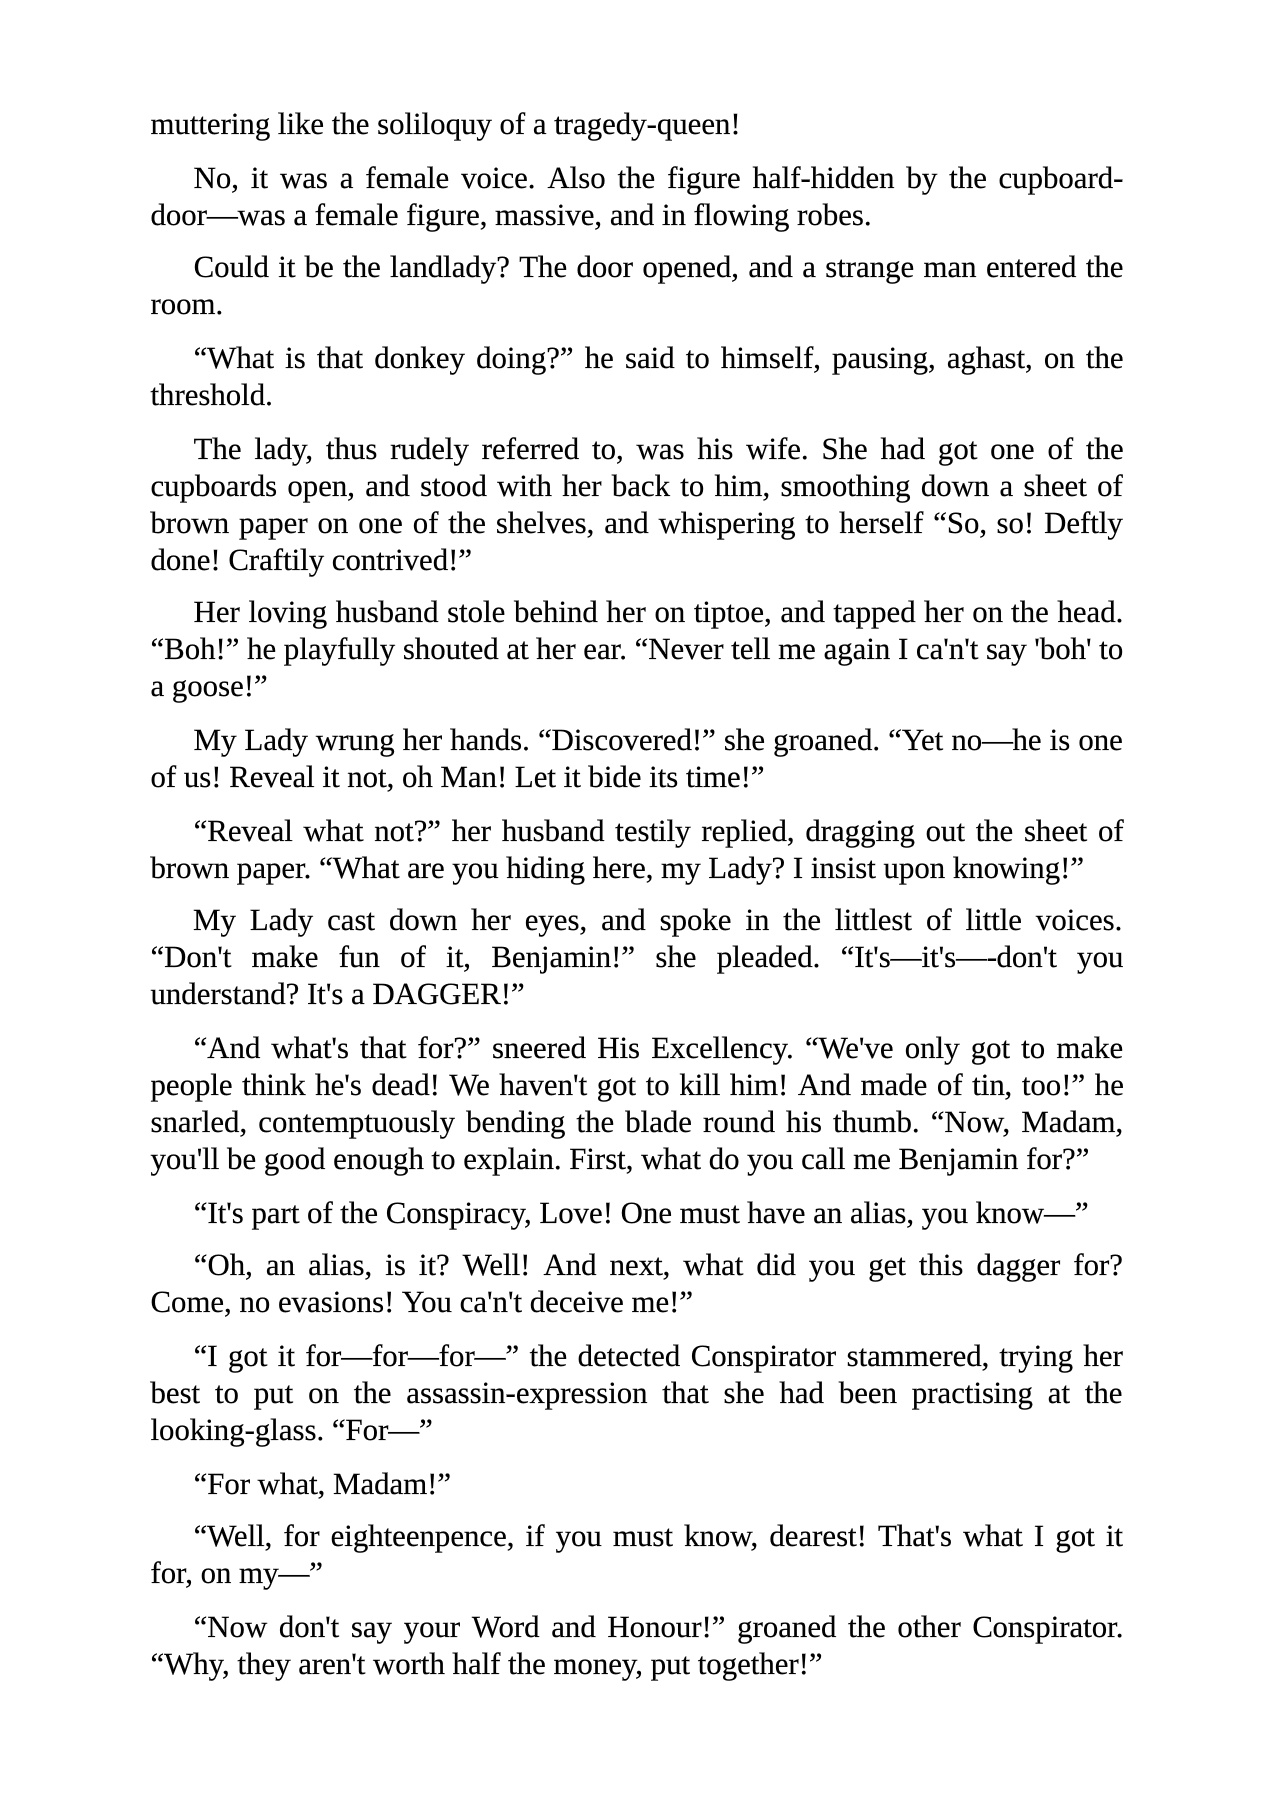 muttering like the soliloquy of a tragedy-queen!
No, it was a female voice. Also the figure half-hidden by the cupboard-
door—was a female figure, massive, and in flowing robes.
Could it be the landlady? The door opened, and a strange man entered the
room.
“What is that donkey doing?” he said to himself, pausing, aghast, on the
threshold.
The lady, thus rudely referred to, was his wife. She had got one of the
cupboards open, and stood with her back to him, smoothing down a sheet of
brown paper on one of the shelves, and whispering to herself “So, so! Deftly
done! Craftily contrived!”
Her loving husband stole behind her on tiptoe, and tapped her on the head.
“Boh!” he playfully shouted at her ear. “Never tell me again I ca'n't say 'boh' to
a goose!”
My Lady wrung her hands. “Discovered!” she groaned. “Yet no—he is one
of us! Reveal it not, oh Man! Let it bide its time!”
“Reveal what not?” her husband testily replied, dragging out the sheet of
brown paper. “What are you hiding here, my Lady? I insist upon knowing!”
My Lady cast down her eyes, and spoke in the littlest of little voices.
“Don't make fun of it, Benjamin!” she pleaded. “It's—it's—-don't you
understand? It's a DAGGER!”
“And what's that for?” sneered His Excellency. “We've only got to make
people think he's dead! We haven't got to kill him! And made of tin, too!” he
snarled, contemptuously bending the blade round his thumb. “Now, Madam,
you'll be good enough to explain. First, what do you call me Benjamin for?”
“It's part of the Conspiracy, Love! One must have an alias, you know—”
“Oh, an alias, is it? Well! And next, what did you get this dagger for?
Come, no evasions! You ca'n't deceive me!”
“I got it for—for—for—” the detected Conspirator stammered, trying her
best to put on the assassin-expression that she had been practising at the
looking-glass. “For—”
“For what, Madam!”
“Well, for eighteenpence, if you must know, dearest! That's what I got it
for, on my—”
“Now don't say your Word and Honour!” groaned the other Conspirator.
“Why, they aren't worth half the money, put together!”